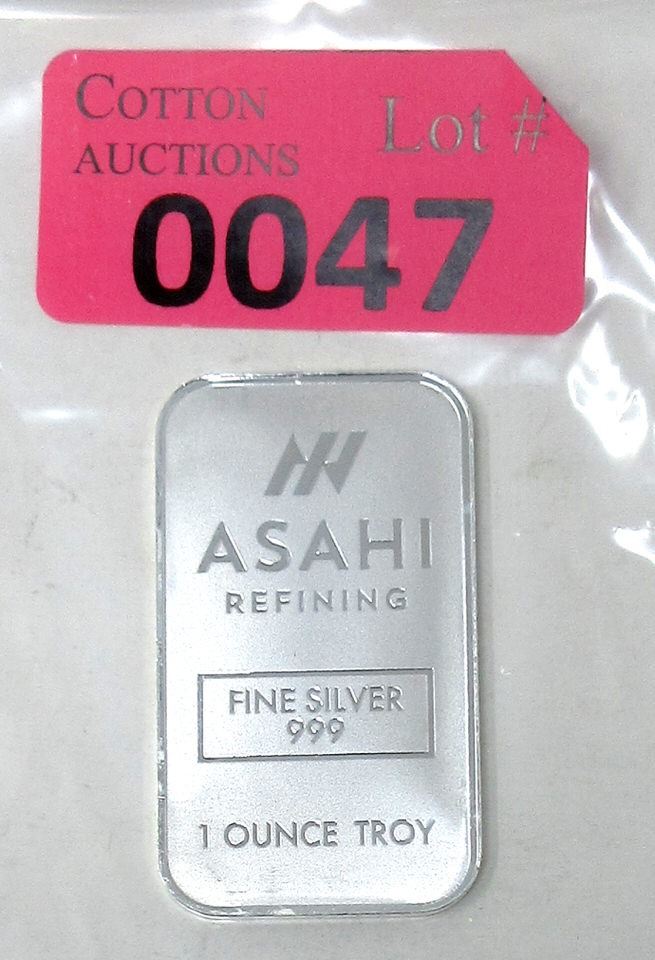 COTTON
AUCTIONS
Lot #
0047
ASAHI
REFINING
FINE SILVER
999
1 OUNCE TROY